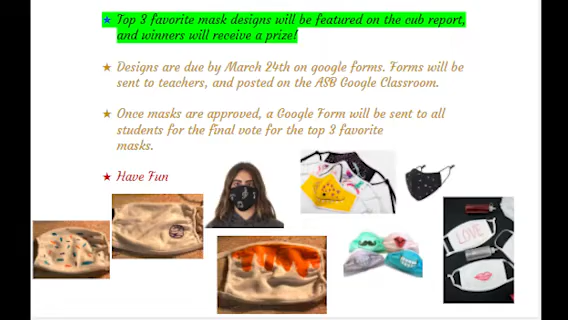 ★ Top 3 favorite mask designs will be featured on the cub report,
and winners will receive a prize!
★ Designs are due by March 24th on google forms. Forms will be
sent to teachers, and posted on the ASB Google Classroom.
★ Once masks are approved, a Google Form will be sent to all
students for the final vote for the top 3 favorite
masks.
★ Have Fun
LOVE